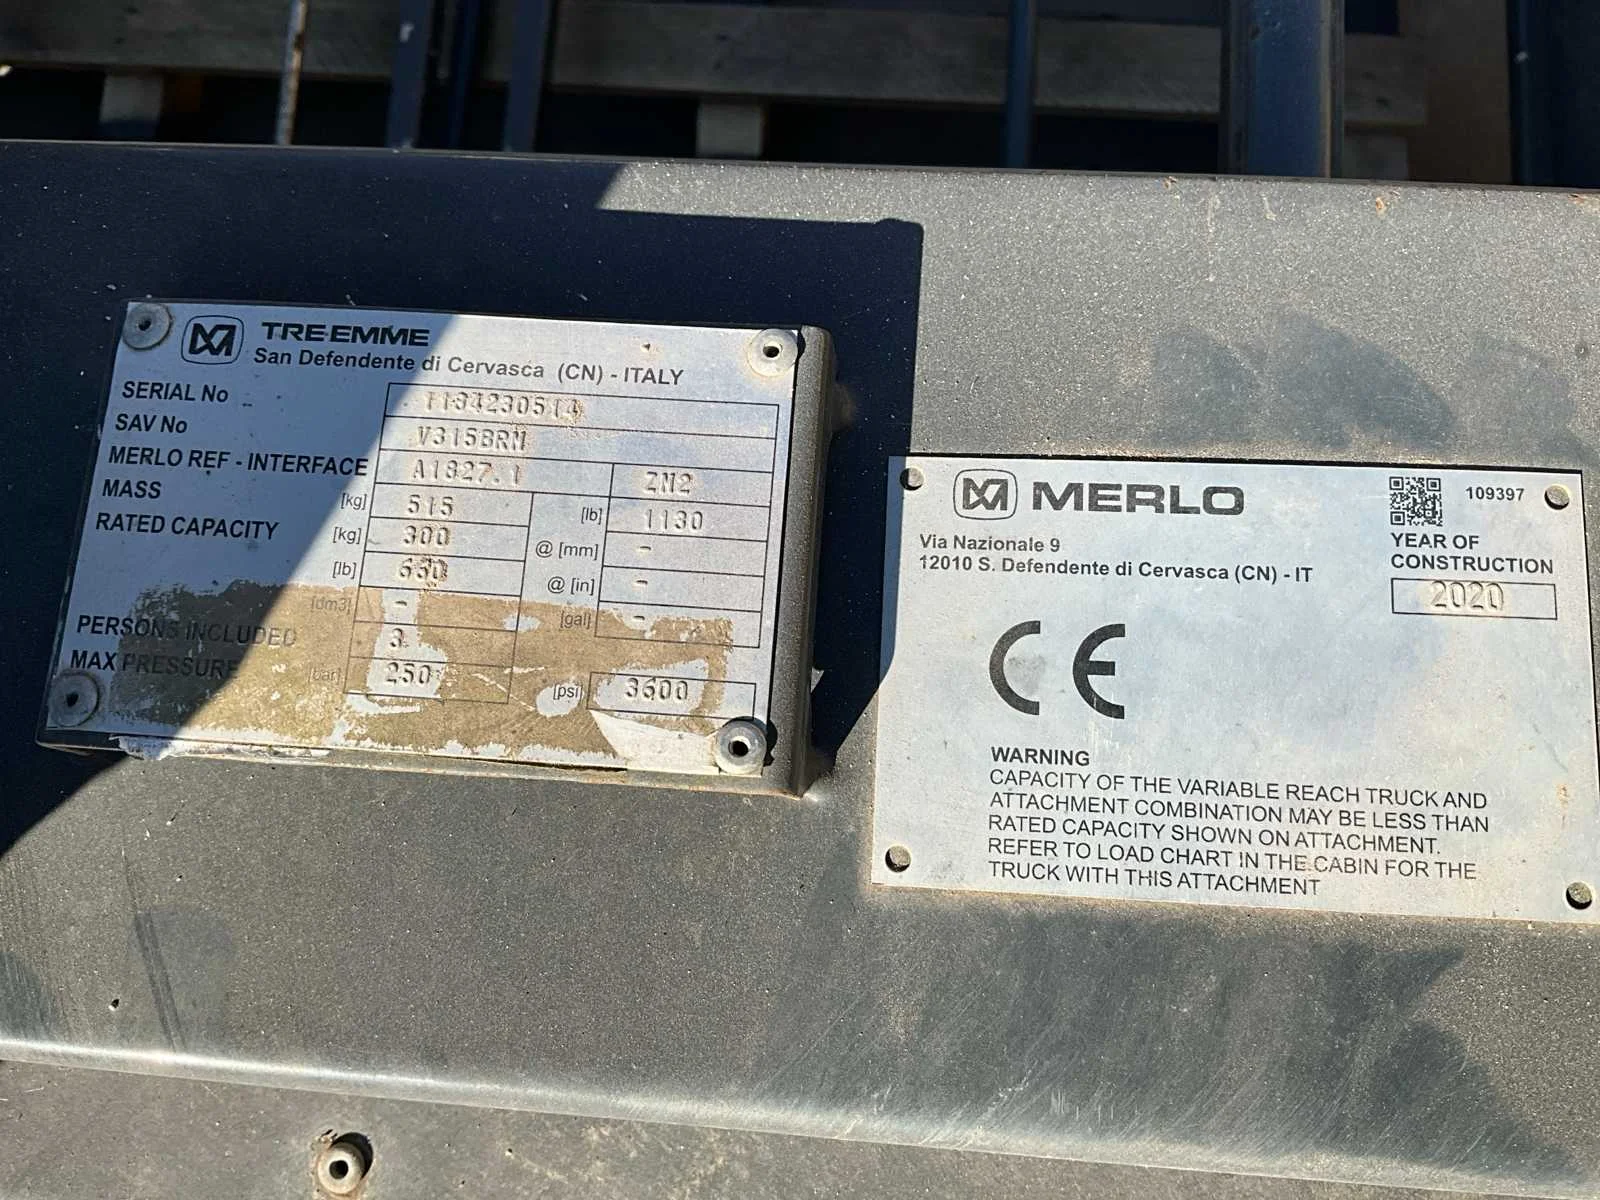 TRE-EMME
San Defendente di Cervasca (CN) - ITALY
SERIAL No 1134230514
SAV No V315BRM
MERLO REF - INTERFACE A1827.1 ZM2
MASS [kg] 515 [lb] 1130
RATED CAPACITY [kg] 300 @ [mm] -
[lb] 660 @ [in] -
[dm3] - [gal] -
PERSONS INCLUDED 3
MAX PRESSURE [bar] 250 [psi] 3600
MERLO
109397
Via Nazionale 9
12010 S. Defendente di Cervasca (CN) - IT
YEAR OF
CONSTRUCTION
2020
CE
WARNING
CAPACITY OF THE VARIABLE REACH TRUCK AND
ATTACHMENT COMBINATION MAY BE LESS THAN
RATED CAPACITY SHOWN ON ATTACHMENT.
REFER TO LOAD CHART IN THE CABIN FOR THE
TRUCK WITH THIS ATTACHMENT